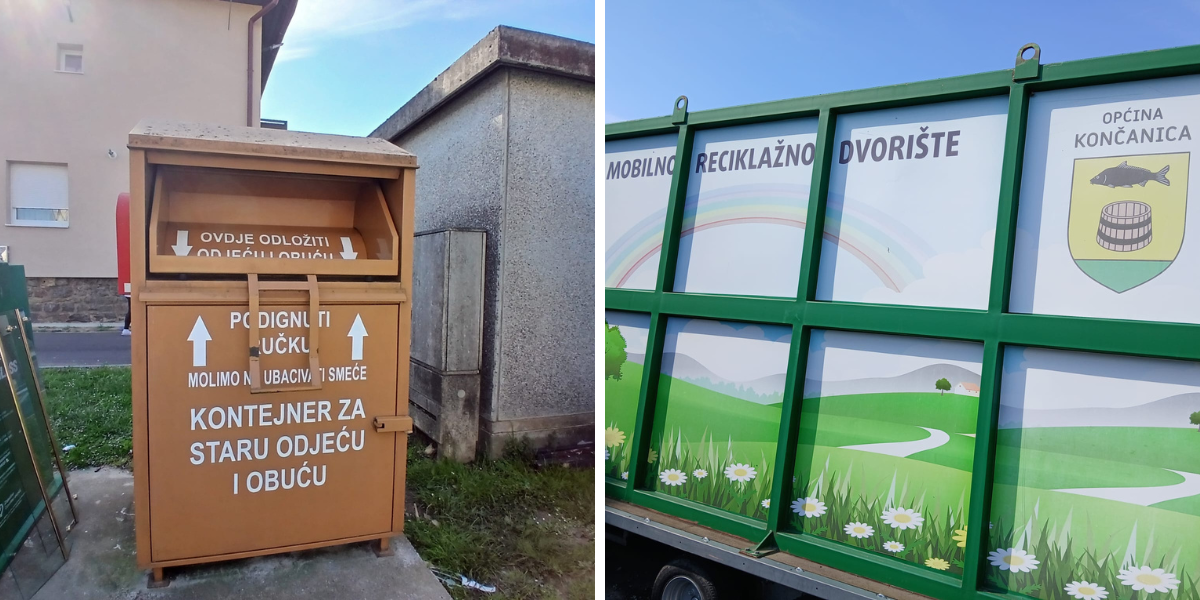 OVDJE ODLOŽITI
ODJEĆU I OBUĆU
PODIGNUTI
RUČKU
MOLIMO NE UBACIVATI SMEĆE
KONTEJNER ZA
STARU ODJEĆU
I OBUĆU
MOBILNO RECIKLAŽNO DVORIŠTE
OPĆINA
KONČANICA